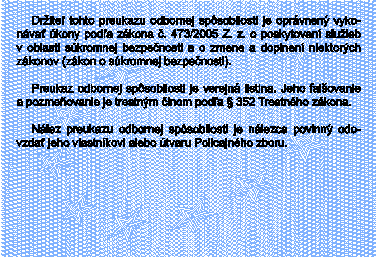 Držiteľ tohto preukazu odbornej spôsobilosti je oprávnený vyko-
návať úkony podľa zákona č. 473/2005 Z. z. o poskytovaní služieb
v oblasti súkromnej bezpečnosti a o zmene a doplnení niektorých
zákonov (zákon o súkromnej bezpečnosti).
Preukaz odbornej spôsobilosti je verejná listina. Jeho falšovanie
a pozmeňovanie je trestným činom podľa § 352 Trestného zákona.
Nález preukazu odbornej spôsobilosti je nálezca povinný odo-
vzdať jeho vlastníkovi alebo útvaru Policajného zboru.